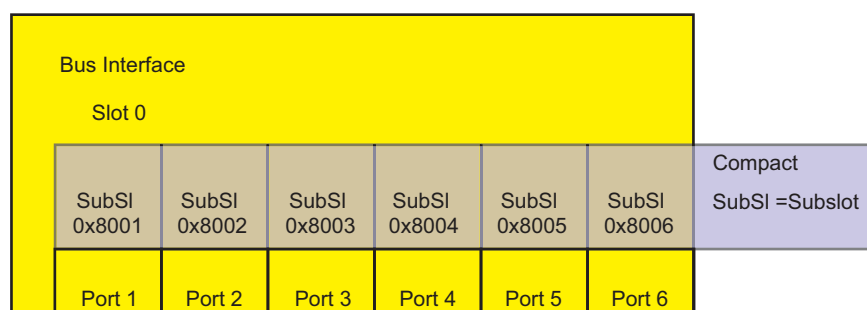 Bus Interface
Slot 0
Compact
SubSl =Subslot
SubSl 0x8001
SubSl 0x8002
SubSl 0x8003
SubSl 0x8004
SubSl 0x8005
SubSl 0x8006
Port 1
Port 2
Port 3
Port 4
Port 5
Port 6